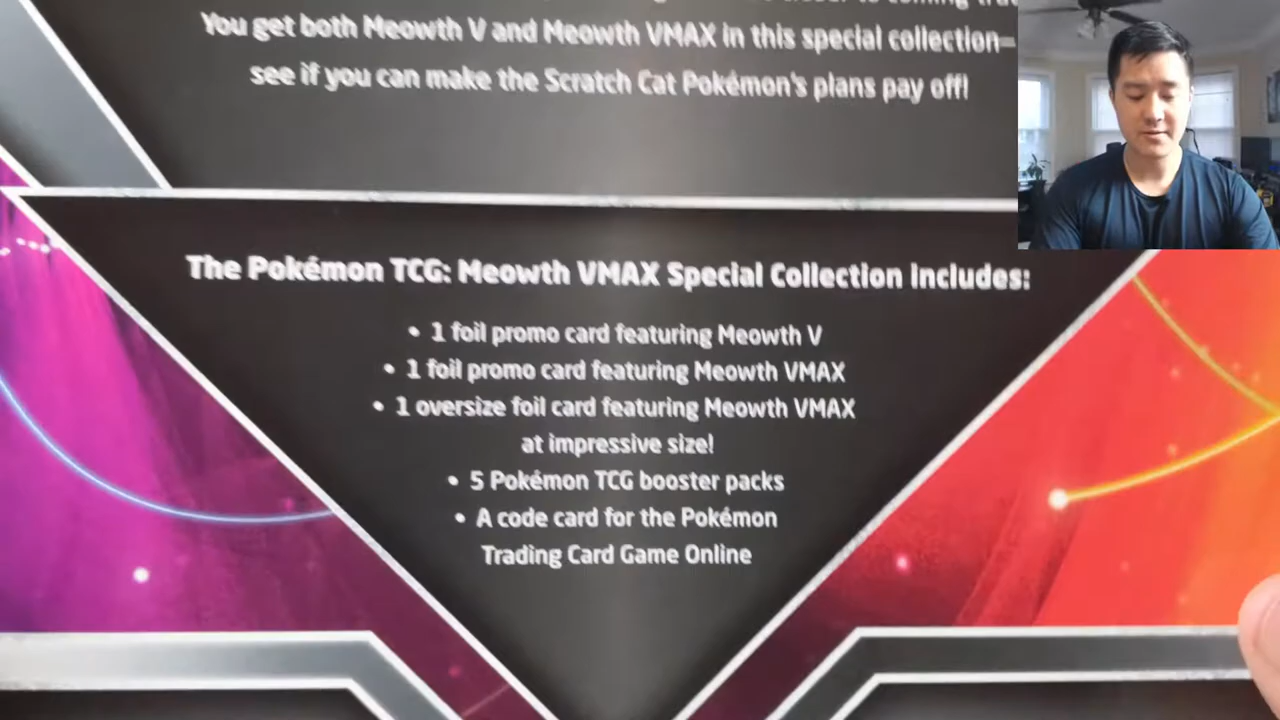 You get both Meowth V and Meowth VMAX in this special collection—
see if you can make the Scratch Cat Pokémon's plans pay off!
The Pokémon TCG: Meowth VMAX Special Collection includes:
• 1 foil promo card featuring Meowth V
• 1 foil promo card featuring Meowth VMAX
• 1 oversize foil card featuring Meowth VMAX
at impressive size!
• 5 Pokémon TCG booster packs
• A code card for the Pokémon
Trading Card Game Online